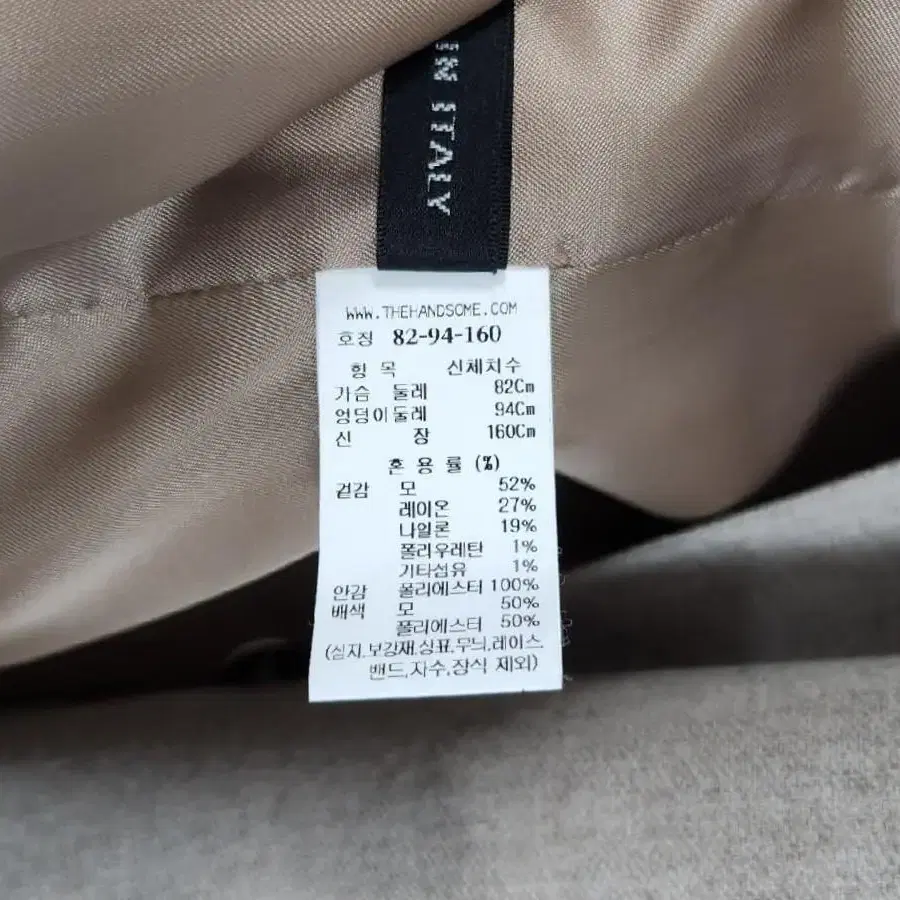 IN ITALY
WWW.THEHANDSOME.COM
호칭 82-94-160
항 목 신체치수
가슴 둘레 82Cm
엉덩이둘레 94Cm
신 장 160Cm
혼 용 률 (%)
겉감 모 52%
레이온 27%
나일론 19%
폴리우레탄 1%
기타섬유 1%
안감 폴리에스터 100%
배색 모 50%
폴리에스터 50%
(심지,보강재,상표,무늬,레이스
밴드,자수,장식 제외)